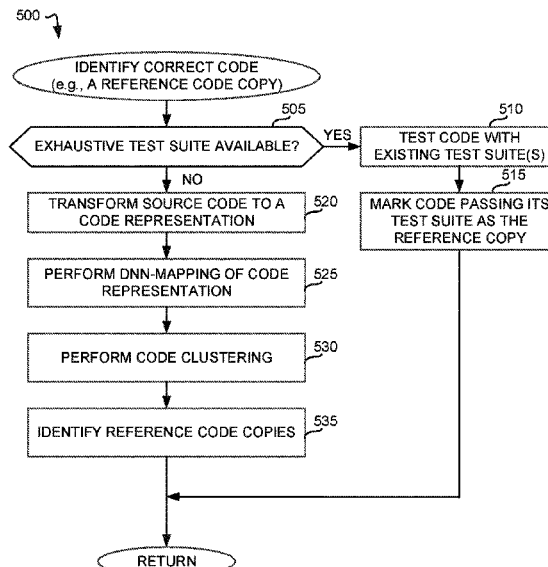 500
IDENTIFY CORRECT CODE
(e.g., A REFERENCE CODE COPY)
505
EXHAUSTIVE TEST SUITE AVAILABLE?
YES
NO
510
TEST CODE WITH
EXISTING TEST SUITE(S)
515
MARK CODE PASSING ITS
TEST SUITE AS THE
REFERENCE COPY
520
TRANSFORM SOURCE CODE TO A
CODE REPRESENTATION
525
PERFORM DNN-MAPPING OF CODE
REPRESENTATION
530
PERFORM CODE CLUSTERING
535
IDENTIFY REFERENCE CODE COPIES
RETURN